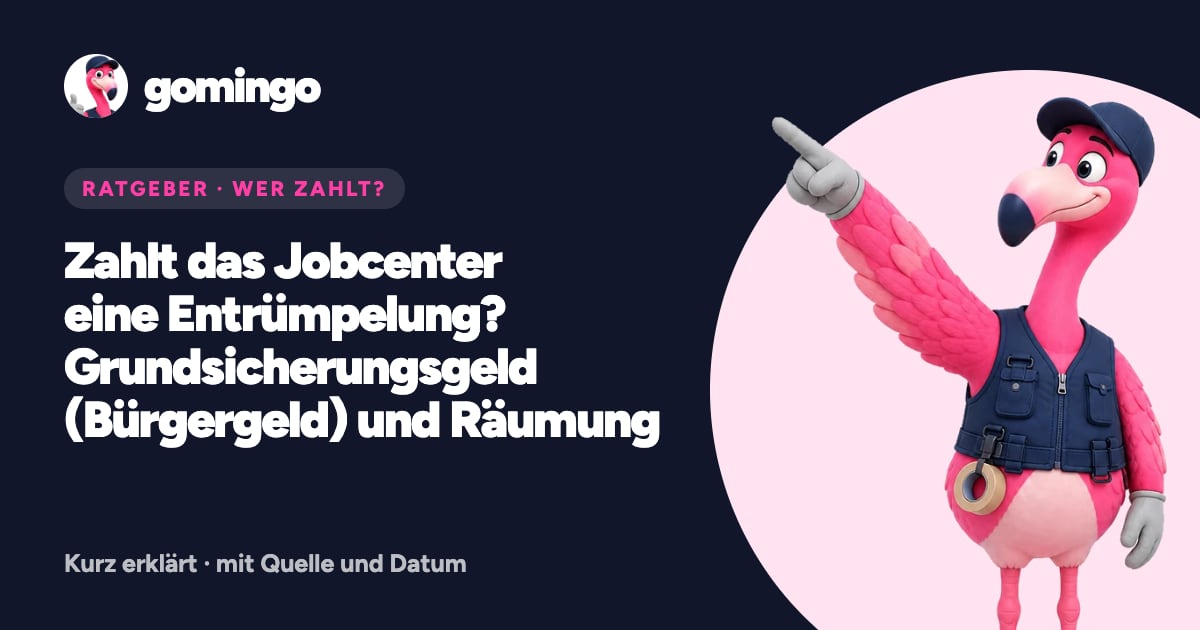 gomingo
RATGEBER · WER ZAHLT?
Zahlt das Jobcenter
eine Entrümpelung?
Grundsicherungsgeld
(Bürgergeld) und Räumung
Kurz erklärt · mit Quelle und Datum